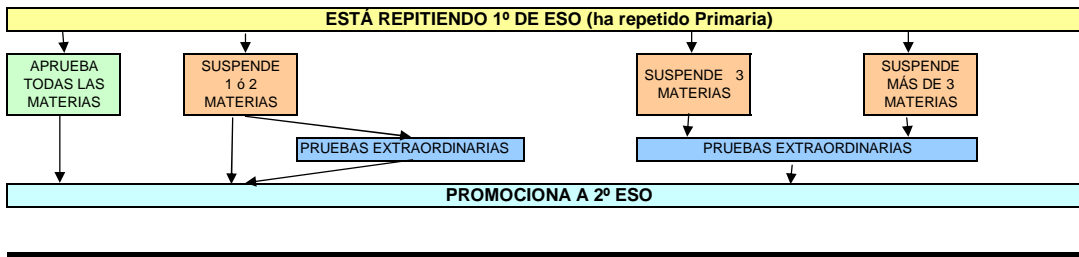 ESTÁ REPITIENDO 1º DE ESO (ha repetido Primaria)
APRUEBA
TODAS LAS
MATERIAS
SUSPENDE
1 ó 2
MATERIAS
SUSPENDE 3
MATERIAS
SUSPENDE
MÁS DE 3
MATERIAS
PRUEBAS EXTRAORDINARIAS
PRUEBAS EXTRAORDINARIAS
PROMOCIONA A 2º ESO